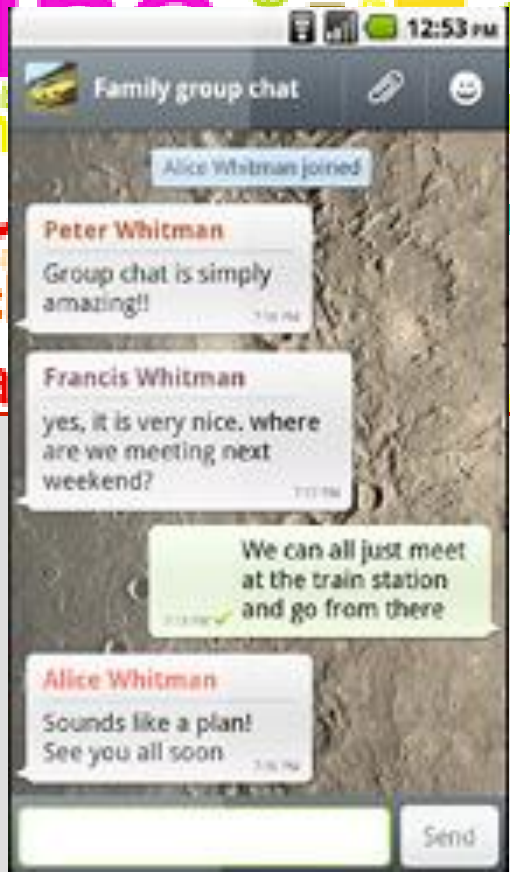 12:53 PM
Family group chat
Alice Whitman joined
Peter Whitman
Group chat is simply
amazing!!
Francis Whitman
yes, it is very nice. where
are we meeting next
weekend?
We can all just meet
at the train station
and go from there
Alice Whitman
Sounds like a plan!
See you all soon
Send